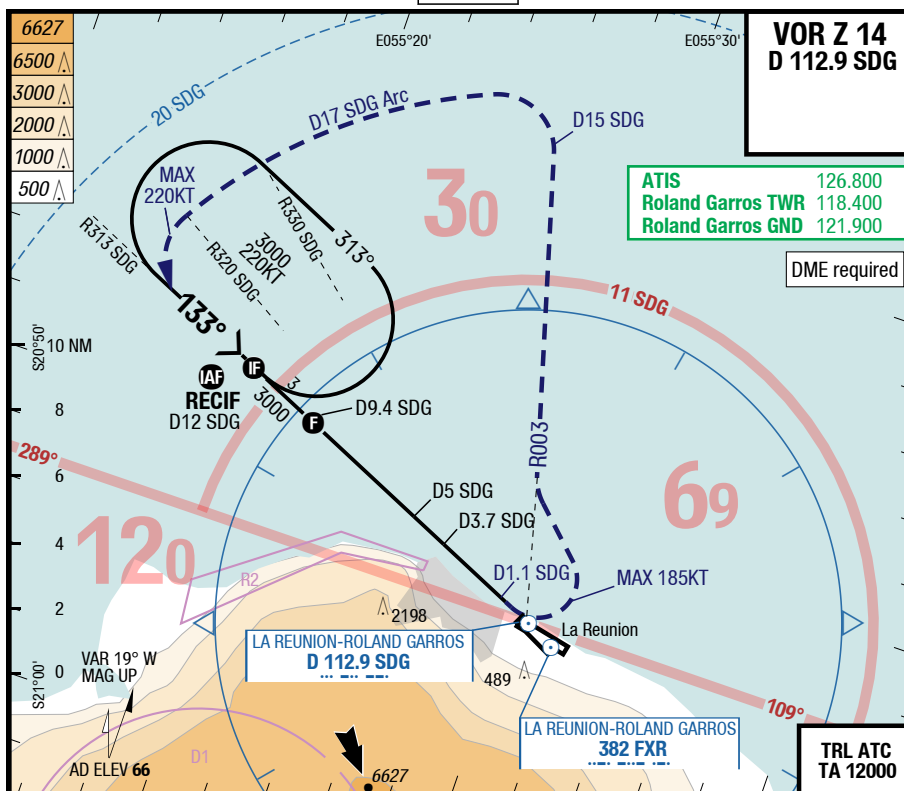 6627
6500
3000
2000
1000
500
E055°20'
E055°30'
VOR Z 14
D 112.9 SDG
20 SDG
D17 SDG Arc
D15 SDG
MAX
220KT
30
ATIS 126.800
Roland Garros TWR 118.400
Roland Garros GND 121.900
R313 SDG
R330 SDG
3000
220KT
R320 SDG
313°
DME required
11 SDG
133°
S20°50'
10 NM
IF
IAF
RECIF
D12 SDG
3
3000
F
D9.4 SDG
8
289°
R003
6
69
D5 SDG
D3.7 SDG
4
120
R2
D1.1 SDG
MAX 185KT
2
2198
La Reunion
LA REUNION-ROLAND GARROS
D 112.9 SDG
VAR 19° W
MAG UP
0
S21°00'
489
109°
LA REUNION-ROLAND GARROS
382 FXR
D1
AD ELEV 66
6627
TRL ATC
TA 12000